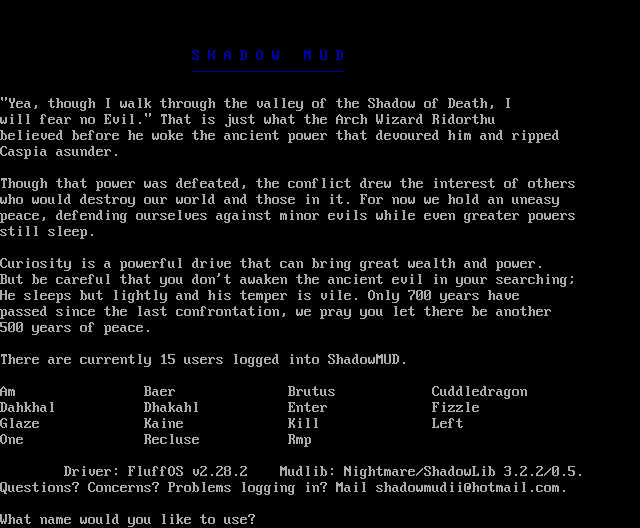 SHADOW MUD
-------------------
"Yea, though I walk through the valley of the Shadow of Death, I
will fear no Evil." That is just what the Arch Wizard Ridorthu
believed before he woke the ancient power that devoured him and ripped
Caspia asunder.
Though that power was defeated, the conflict drew the interest of others
who would destroy our world and those in it. For now we hold an uneasy
peace, defending ourselves against minor evils while even greater powers
still sleep.
Curiosity is a powerful drive that can bring great wealth and power.
But be careful that you don't awaken the ancient evil in your searching;
He sleeps but lightly and his temper is vile. Only 700 years have
passed since the last confrontation, we pray you let there be another
500 years of peace.
There are currently 15 users logged into ShadowMUD.
Am Baer Brutus Cuddledragon
Dahkhal Dhakahl Enter Fizzle
Glaze Kaine Kill Left
One Recluse Rmp
Driver: FluffOS v2.28.2 Mudlib: Nightmare/ShadowLib 3.2.2/0.5.
Questions? Concerns? Problems logging in? Mail shadowmudii@hotmail.com.
What name would you like to use?